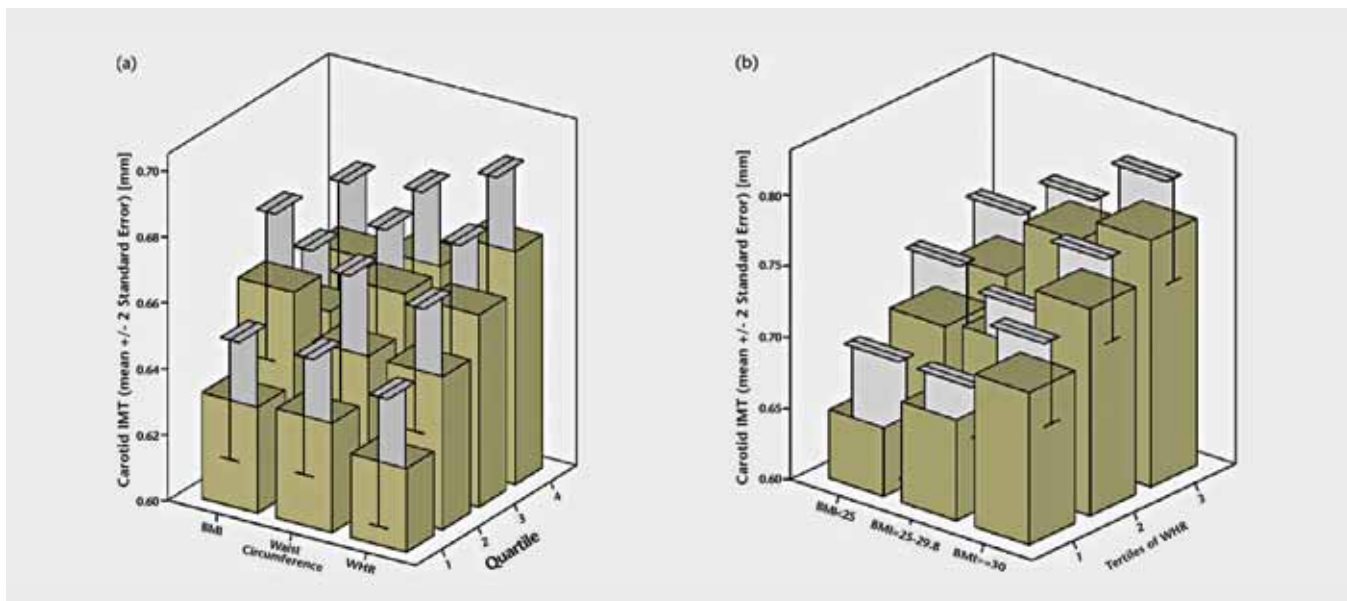 (a)
Carotid IMT (mean +/- 2 Standard Error) [mm]
0.70
0.68
0.66
0.64
0.62
0.60
BMI
Waist
Circumference
WHR
1
2
3
4
Quartile
(b)
Carotid IMT (mean +/- 2 Standard Error) [mm]
0.80
0.75
0.70
0.65
0.60
BMI<25
BMI=25-29.8
BMI>=30
1
2
3
Tertiles of WHR